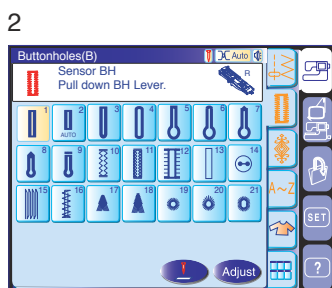 2
Buttonholes(B) Auto
Sensor BH R
Pull down BH Lever.
1 2 3 4 5 6 7
AUTO
8 9 10 11 12 13 14
15 16 17 18 19 20 21
A~Z
SET
Adjust ?